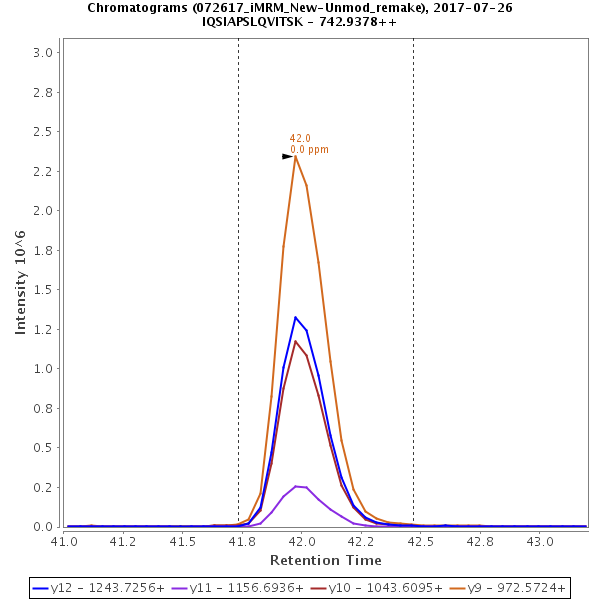 Chromatograms (072617_iMRM_New-Unmod_remake), 2017-07-26
IQSIAPSLQVITSK - 742.9378++
3.0
2.8
2.5
2.2
2.0
1.8
1.5
1.2
1.0
0.8
0.5
0.2
0.0
Intensity 10^6
42.0
0.0 ppm
41.0 41.2 41.5 41.8 42.0 42.2 42.5 42.8 43.0
Retention Time
y12 - 1243.7256+ y11 - 1156.6936+ y10 - 1043.6095+ y9 - 972.5724+